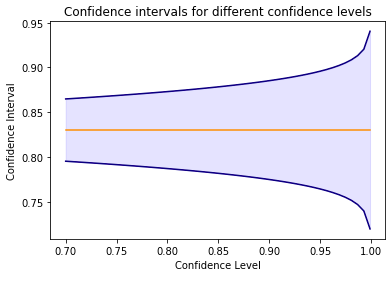 Confidence intervals for different confidence levels
Confidence Interval
0.95
0.90
0.85
0.80
0.75
0.70 0.75 0.80 0.85 0.90 0.95 1.00
Confidence Level